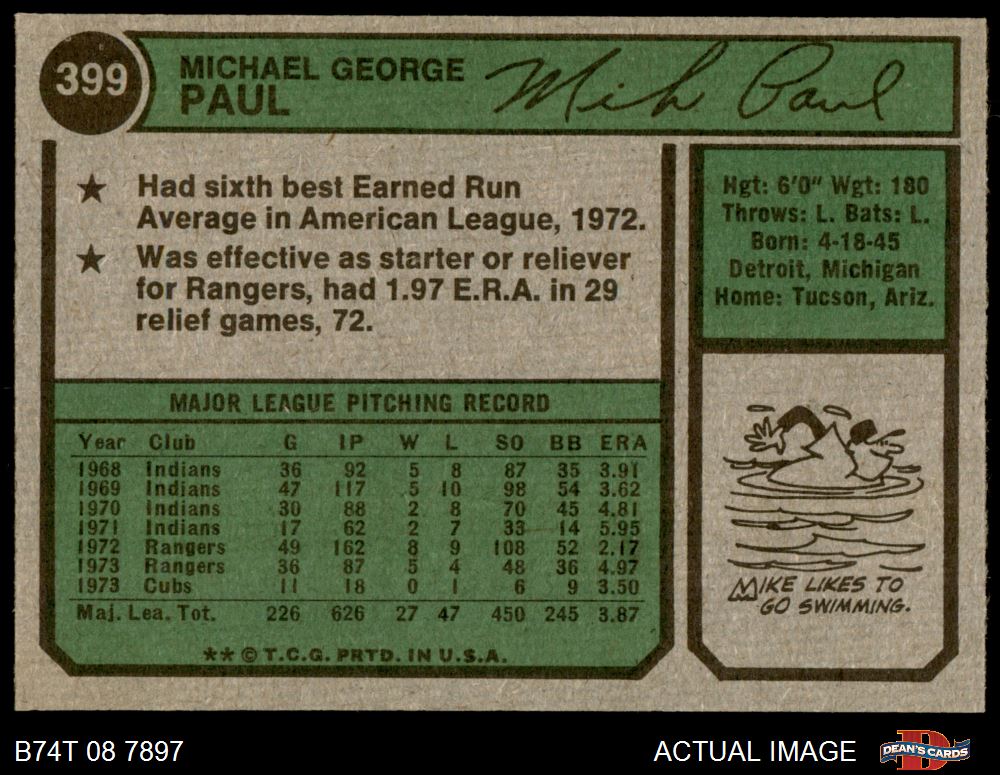 399
MICHAEL GEORGE
PAUL
Mike Paul
★ Had sixth best Earned Run
Average in American League, 1972.
★ Was effective as starter or reliever
for Rangers, had 1.97 E.R.A. in 29
relief games, 72.
Hgt: 6'0" Wgt: 180
Throws: L. Bats: L.
Born: 4-18-45
Detroit, Michigan
Home: Tucson, Ariz.
MAJOR LEAGUE PITCHING RECORD
Year Club G IP W L SO BB ERA
1968 Indians 36 92 5 8 87 35 3.91
1969 Indians 47 117 5 10 98 54 3.62
1970 Indians 30 88 2 8 70 45 4.81
1971 Indians 17 62 2 7 33 14 5.95
1972 Rangers 49 162 8 9 108 52 2.17
1973 Rangers 36 87 5 4 48 36 4.97
1973 Cubs 11 18 0 1 6 9 3.50
Maj. Lea. Tot. 226 626 27 47 450 245 3.87
** © T.C.G. PRTD. IN U.S.A.
MIKE LIKES TO
GO SWIMMING.
B74T 08 7897
ACTUAL IMAGE
D
DEAN'S CARDS